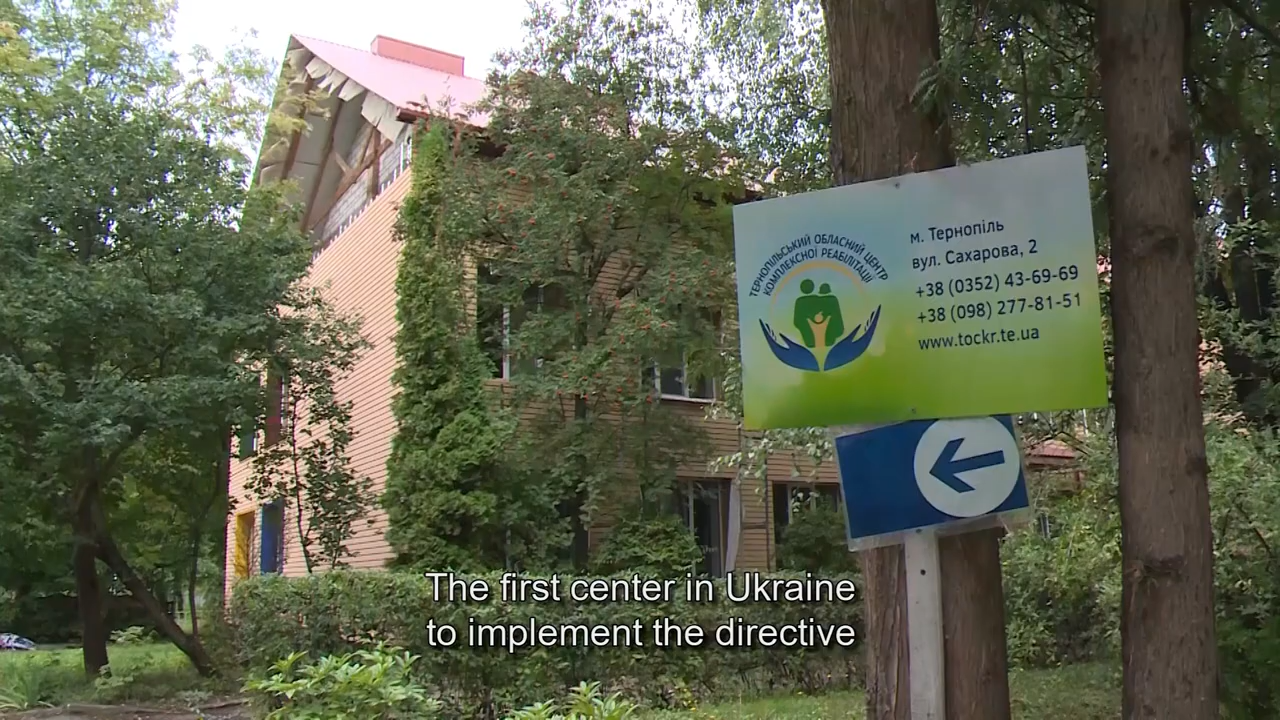 ТЕРНОПІЛЬСЬКИЙ ОБЛАСНИЙ ЦЕНТР
КОМПЛЕКСНОЇ РЕАБІЛІТАЦІЇ
м. Тернопіль
вул. Сахарова, 2
+38 (0352) 43-69-69
+38 (098) 277-81-51
www.tockr.te.ua
The first center in Ukraine
to implement the directive